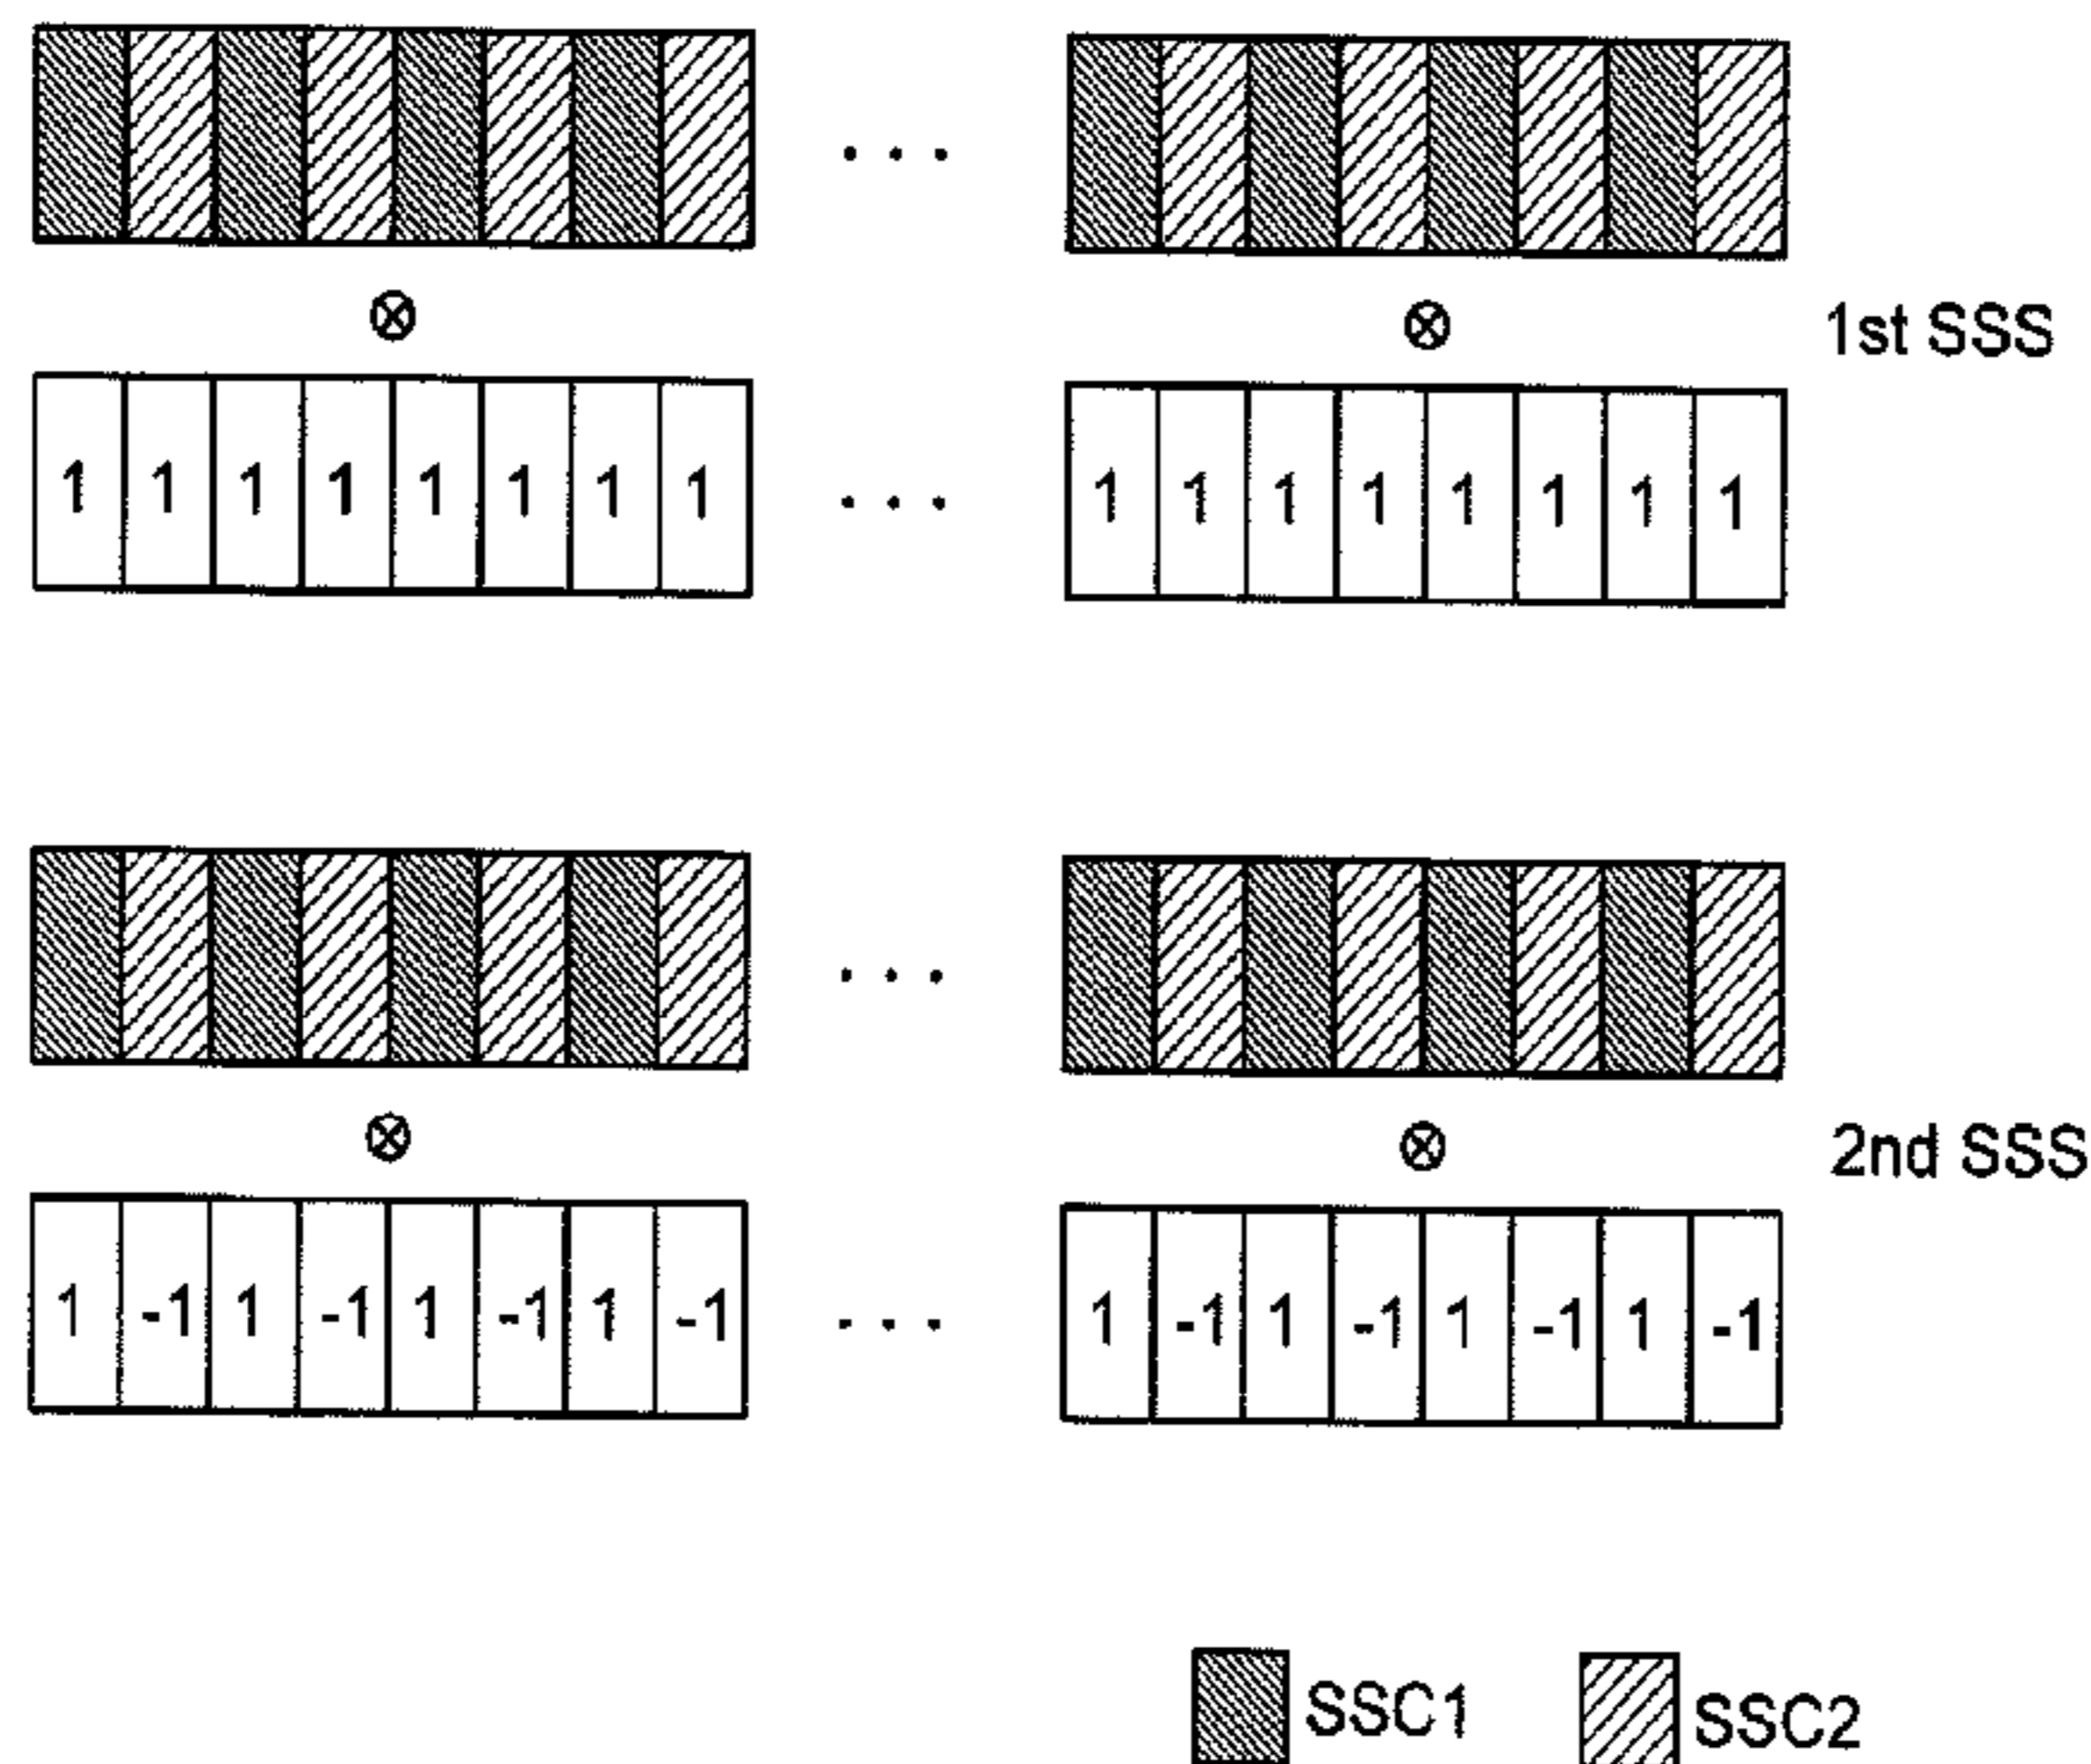 1st SSS
1 1 1 1 1 1 1 1 . . . 1 1 1 1 1 1 1 1
2nd SSS
1 -1 1 -1 1 -1 1 -1 . . . 1 -1 1 -1 1 -1 1 -1
SSC1 SSC2